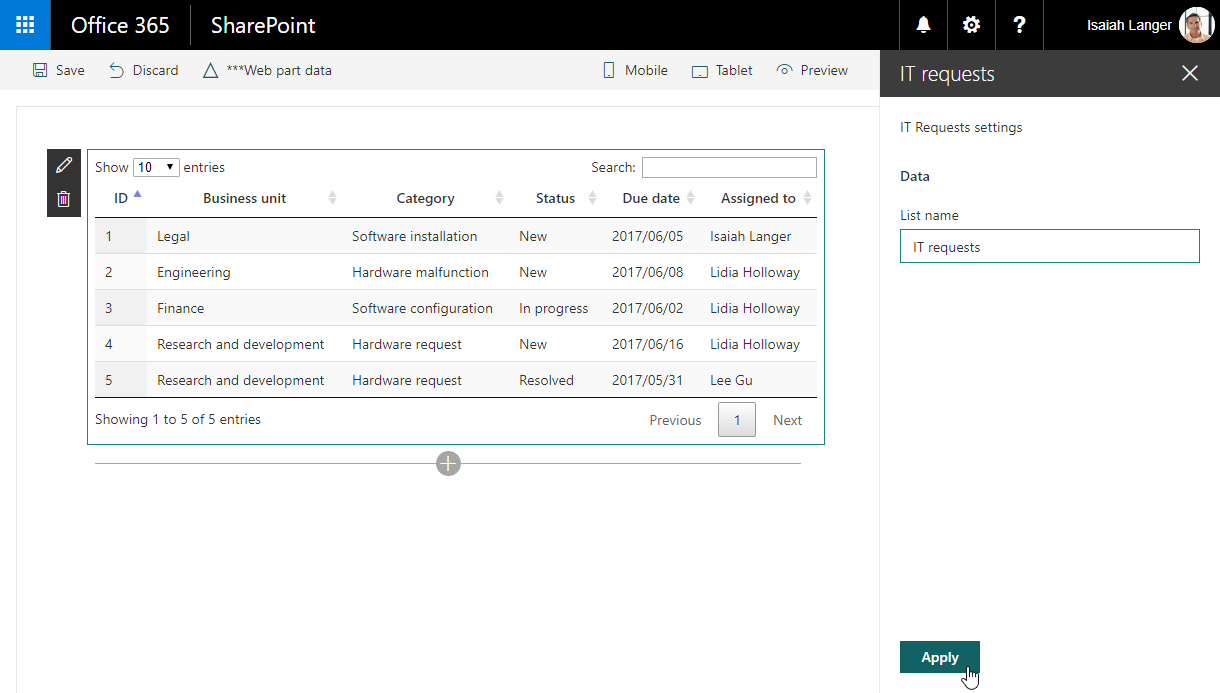 Office 365 SharePoint ? Isaiah Langer
Save Discard ***Web part data Mobile Tablet Preview
IT requests
IT Requests settings
Data
List name
IT requests
Apply
Show 10 entries Search:
ID Business unit Category Status Due date Assigned to
1 Legal Software installation New 2017/06/05 Isaiah Langer
2 Engineering Hardware malfunction New 2017/06/08 Lidia Holloway
3 Finance Software configuration In progress 2017/06/02 Lidia Holloway
4 Research and development Hardware request New 2017/06/16 Lidia Holloway
5 Research and development Hardware request Resolved 2017/05/31 Lee Gu
Showing 1 to 5 of 5 entries Previous 1 Next